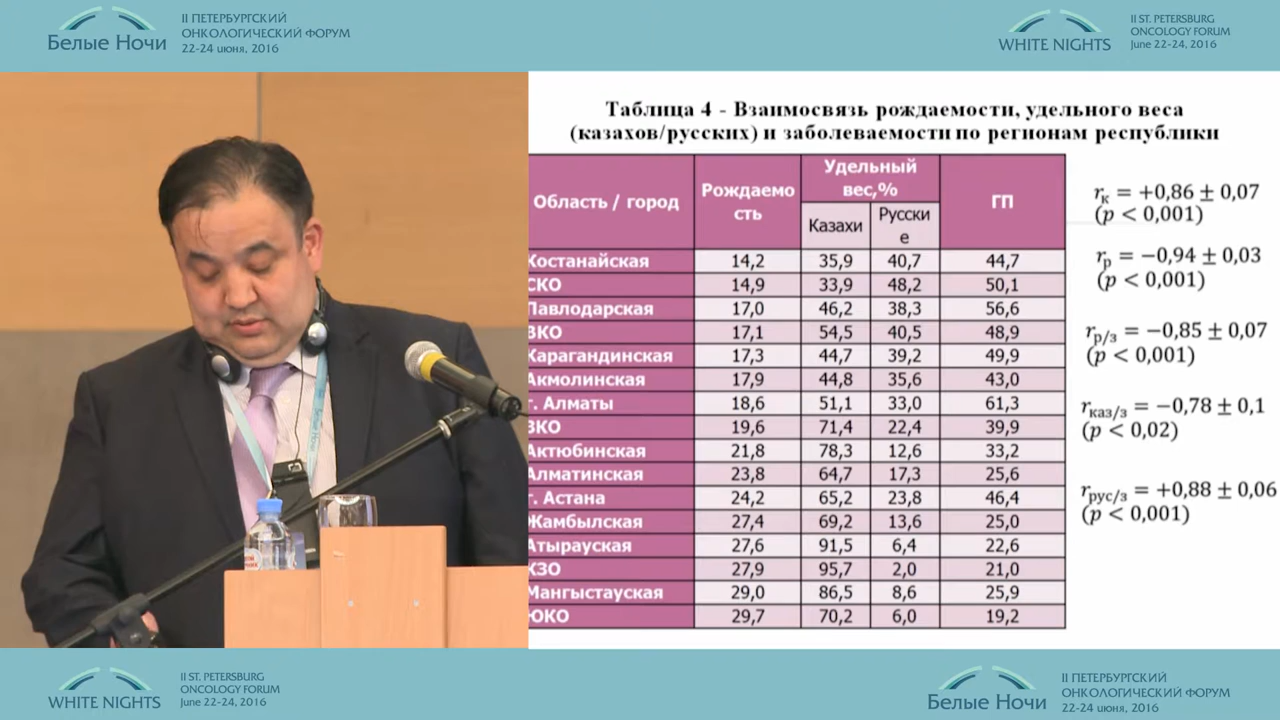 II ПЕТЕРБУРГСКИЙ
ОНКОЛОГИЧЕСКИЙ ФОРУМ
Белые Ночи
22-24 июня, 2016
II ST. PETERSBURG
ONCOLOGY FORUM
WHITE NIGHTS
June 22-24, 2016
Таблица 4 - Взаимосвязь рождаемости, удельного веса
(казахов/русских) и заболеваемости по регионам республики
Область / город Рождаемо сть Удельный вес,% ГП
Казахи Русски е
Костанайская 14,2 35,9 40,7 44,7
СКО 14,9 33,9 48,2 50,1
Павлодарская 17,0 46,2 38,3 56,6
ВКО 17,1 54,5 40,5 48,9
Карагандинская 17,3 44,7 39,2 49,9
Акмолинская 17,9 44,8 35,6 43,0
г. Алматы 18,6 51,1 33,0 61,3
ЗКО 19,6 71,4 22,4 39,9
Актюбинская 21,8 78,3 12,6 33,2
Алматинская 23,8 64,7 17,3 25,6
г. Астана 24,2 65,2 23,8 46,4
Жамбылская 27,4 69,2 13,6 25,0
Атырауская 27,6 91,5 6,4 22,6
КЗО 27,9 95,7 2,0 21,0
Мангыстауская 29,0 86,5 8,6 25,9
ЮКО 29,7 70,2 6,0 19,2
rк = +0,86 ± 0,07
(p < 0,001)
rр = −0,94 ± 0,03
(p < 0,001)
rр/з = −0,85 ± 0,07
(p < 0,001)
rказ/з = −0,78 ± 0,1
(p < 0,02)
rрус/з = +0,88 ± 0,06
(p < 0,001)
II ST. PETERSBURG
ONCOLOGY FORUM
WHITE NIGHTS
June 22-24, 2016
II ПЕТЕРБУРГСКИЙ
ОНКОЛОГИЧЕСКИЙ ФОРУМ
Белые Ночи
22-24 июня, 2016